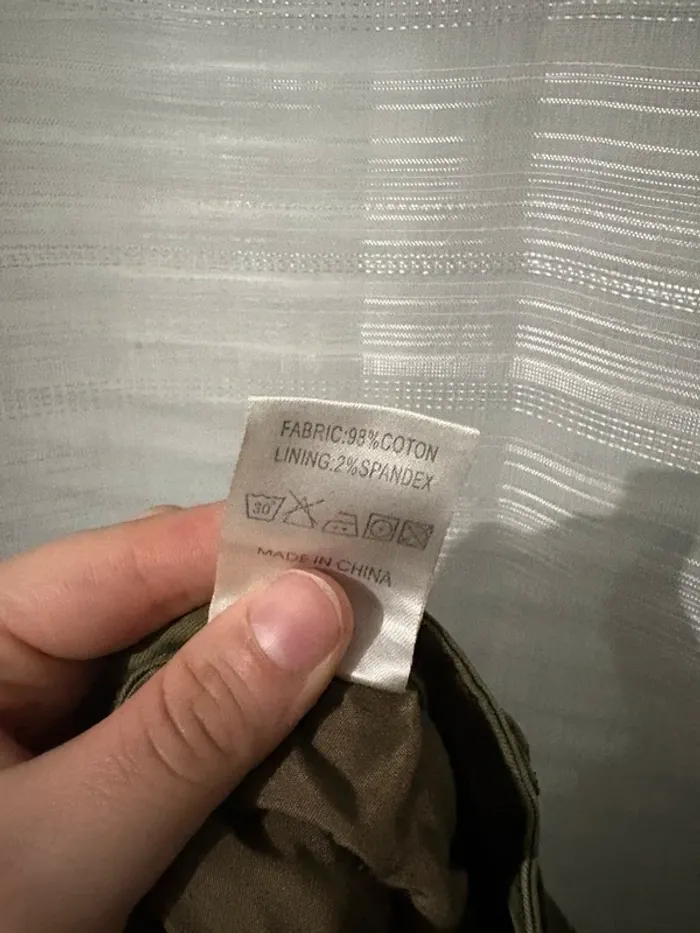 FABRIC:98%COTON
LINING:2%SPANDEX
30°
MADE IN CHINA